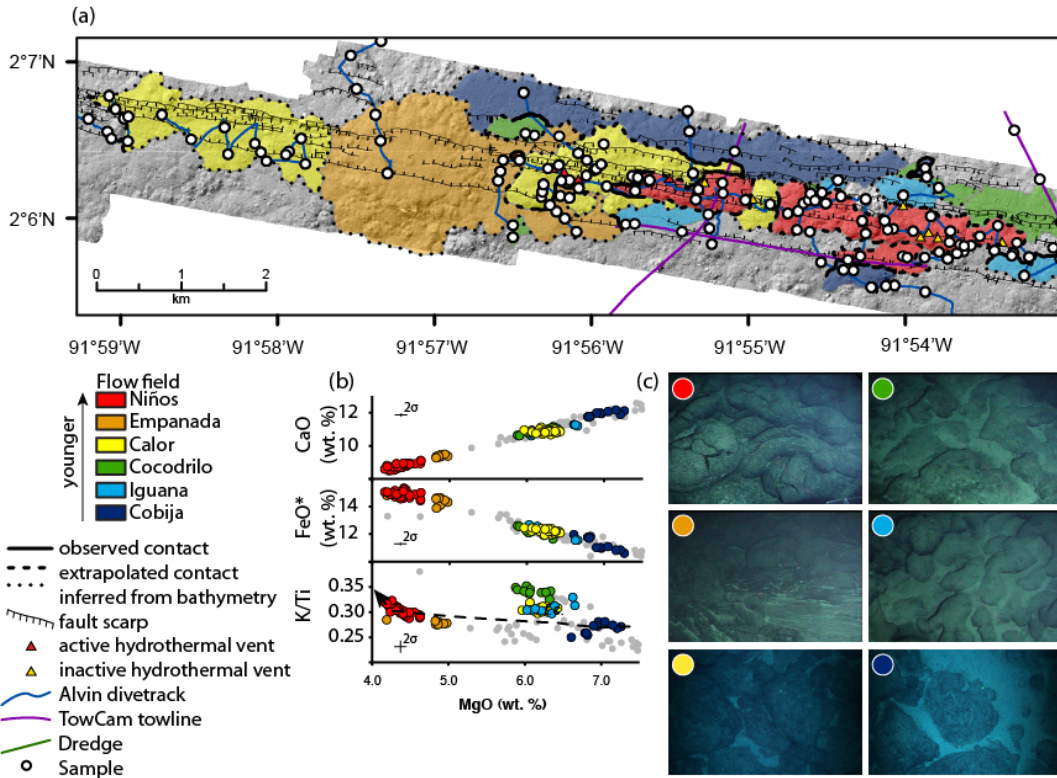 (a)
2°7'N
2°6'N
0 1 2
km
91°59'W 91°58'W 91°57'W 91°56'W 91°55'W 91°54'W
Flow field
younger
Niños
Empanada
Calor
Cocodrilo
Iguana
Cobija
observed contact
extrapolated contact
inferred from bathymetry
fault scarp
active hydrothermal vent
inactive hydrothermal vent
Alvin divetrack
TowCam towline
Dredge
Sample
(b)
CaO
(wt. %)
12
10
2σ
FeO*
(wt. %)
14
12
2σ
K/Ti
0.35
0.30
0.25
2σ
4.0 5.0 6.0 7.0
MgO (wt. %)
(c)